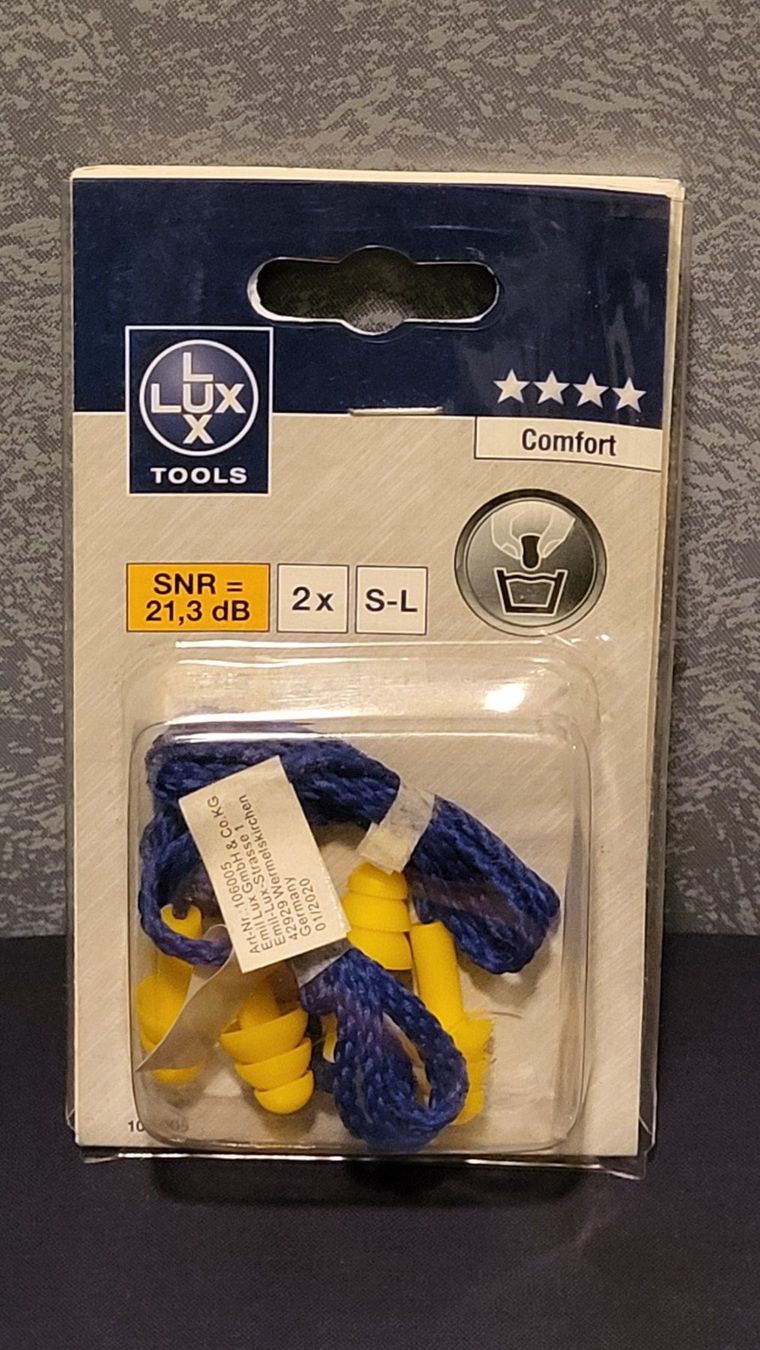 LUX
LUX
TOOLS
Comfort
SNR =
21,3 dB
2x
S-L
Art.-Nr.: 106005
Emil Lux GmbH & Co. KG
Emil-Lux-Strasse 1
42929 Wermelskirchen
Germany
01/2020